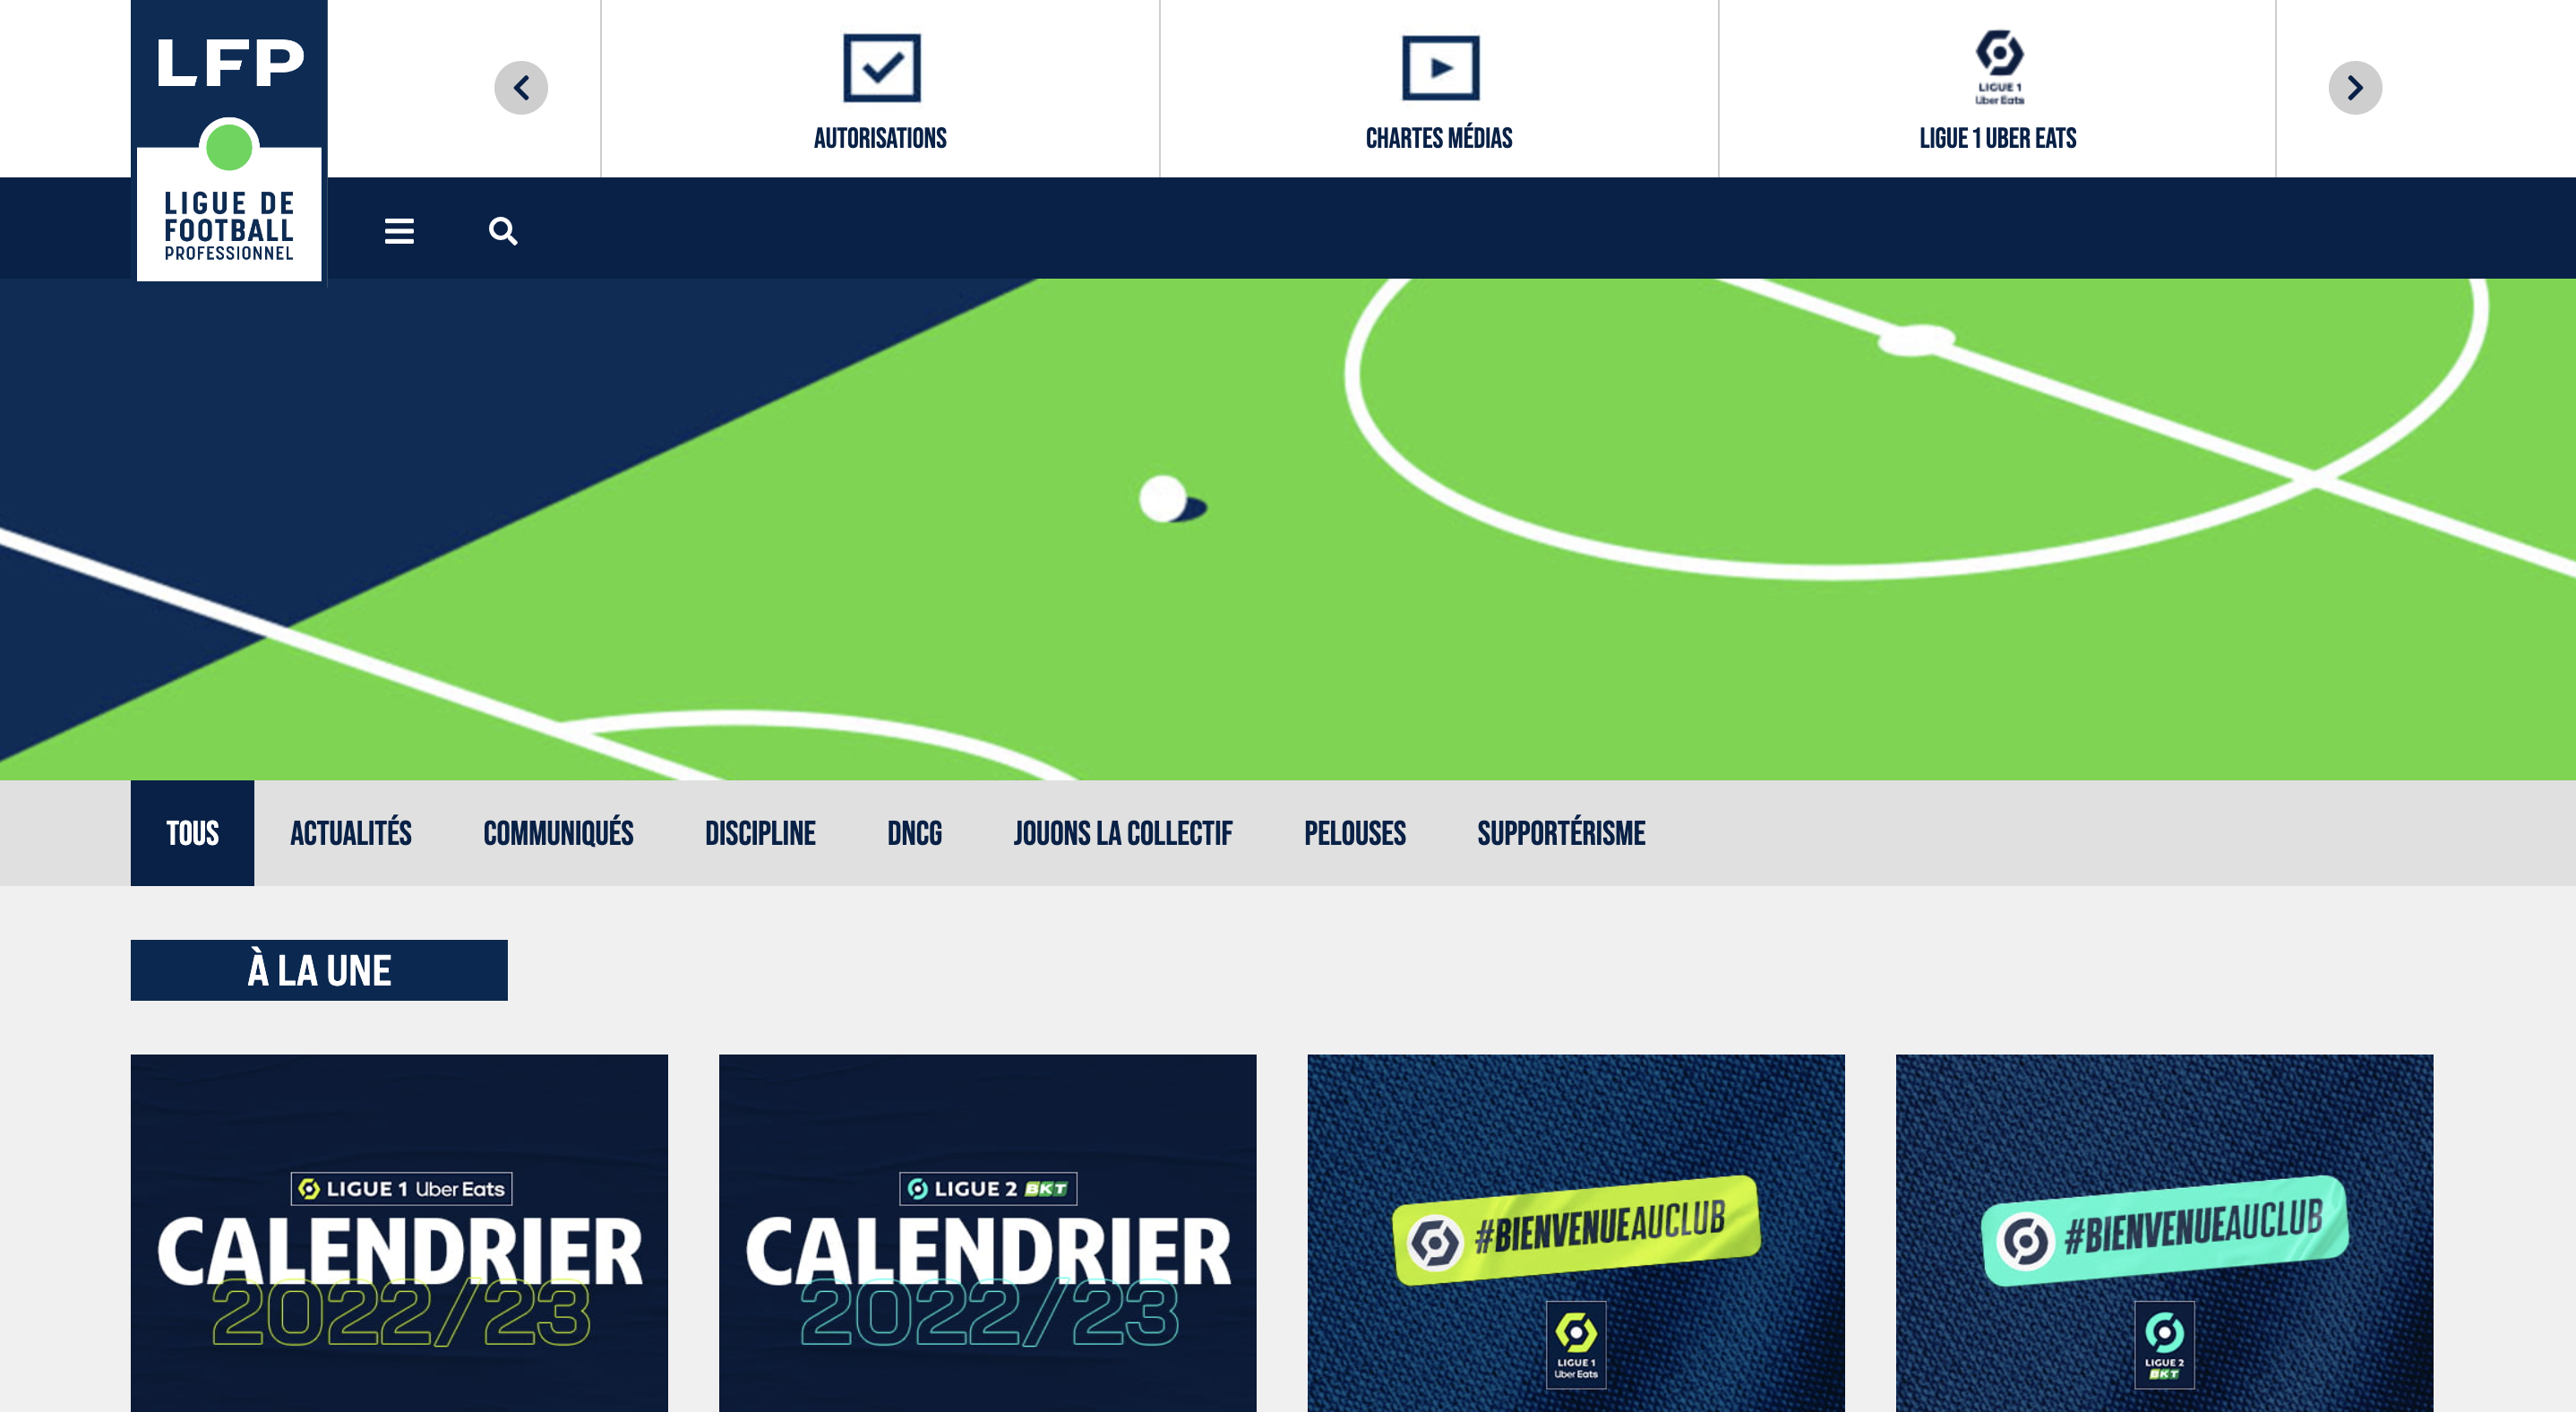 LFP
LIGUE DE
FOOTBALL
PROFESSIONNEL
AUTORISATIONS
CHARTES MÉDIAS
LIGUE 1
Uber Eats
LIGUE 1 UBER EATS
TOUS
ACTUALITÉS
COMMUNIQUÉS
DISCIPLINE
DNCG
JOUONS LA COLLECTIF
PELOUSES
SUPPORTÉRISME
À LA UNE
LIGUE 1 Uber Eats
CALENDRIER
2022/23
LIGUE 2 BKT
CALENDRIER
2022/23
#BIENVENUEAUCLUB
LIGUE 1
Uber Eats
#BIENVENUEAUCLUB
LIGUE 2
BKT